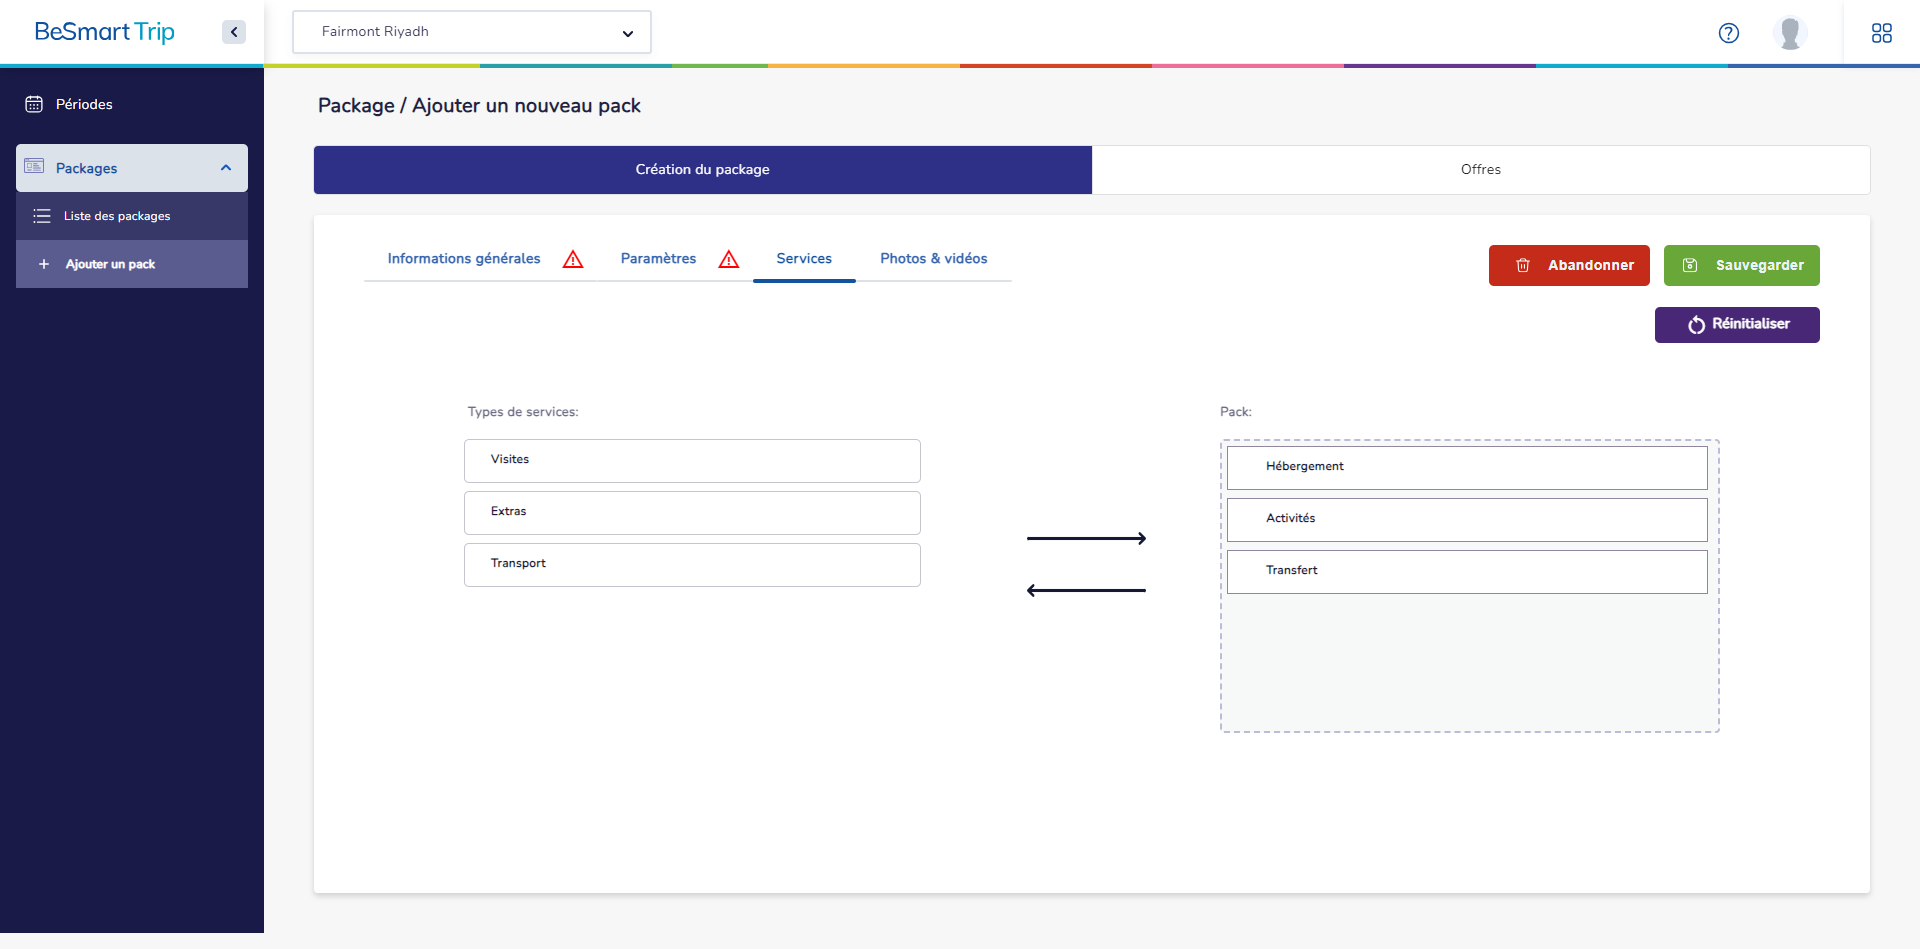 BeSmart Trip
Fairmont Riyadh
Périodes
Packages
Liste des packages
Ajouter un pack
Package / Ajouter un nouveau pack
Création du package
Offres
Informations générales
Paramètres
Services
Photos & vidéos
Abandonner
Sauvegarder
Réinitialiser
Types de services:
Visites
Extras
Transport
Pack:
Hébergement
Activités
Transfert